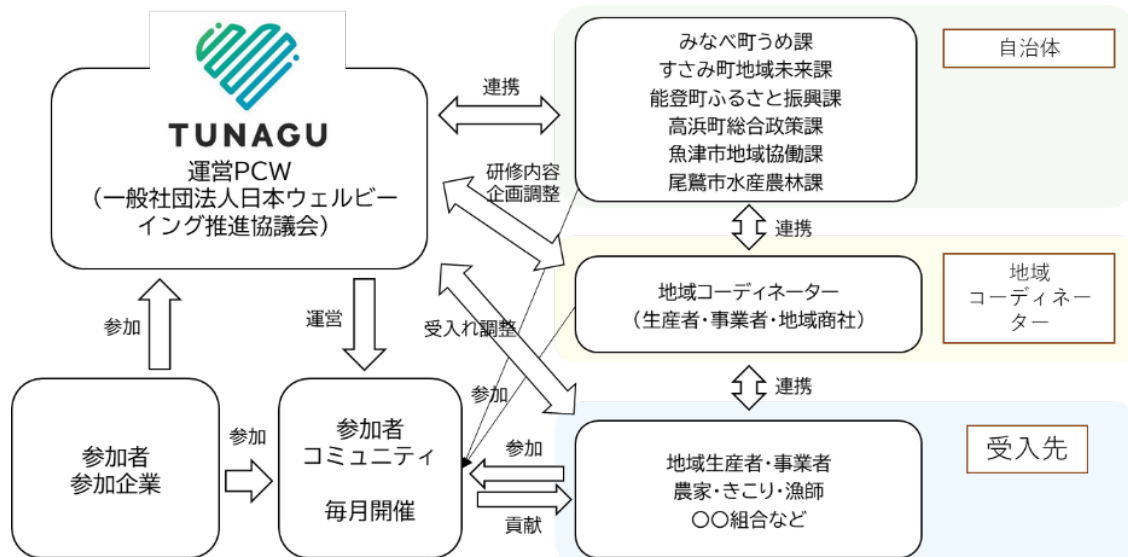 TUNAGU
運営PCW
（一般社団法人日本ウェルビー
イング推進協議会）
連携
みなべ町うめ課
すさみ町地域未来課
能登町ふるさと振興課
高浜町総合政策課
魚津市地域協働課
尾鷲市水産農林課
自治体
研修内容
企画調整
連携
地域コーディネーター
（生産者・事業者・地域商社）
地域
コーディネー
ター
参加
運営
受入れ調整
連携
参加
参加者
参加企業
参加
参加者
コミュニティ
毎月開催
参加
貢献
地域生産者・事業者
農家・きこり・漁師
〇〇組合など
受入先